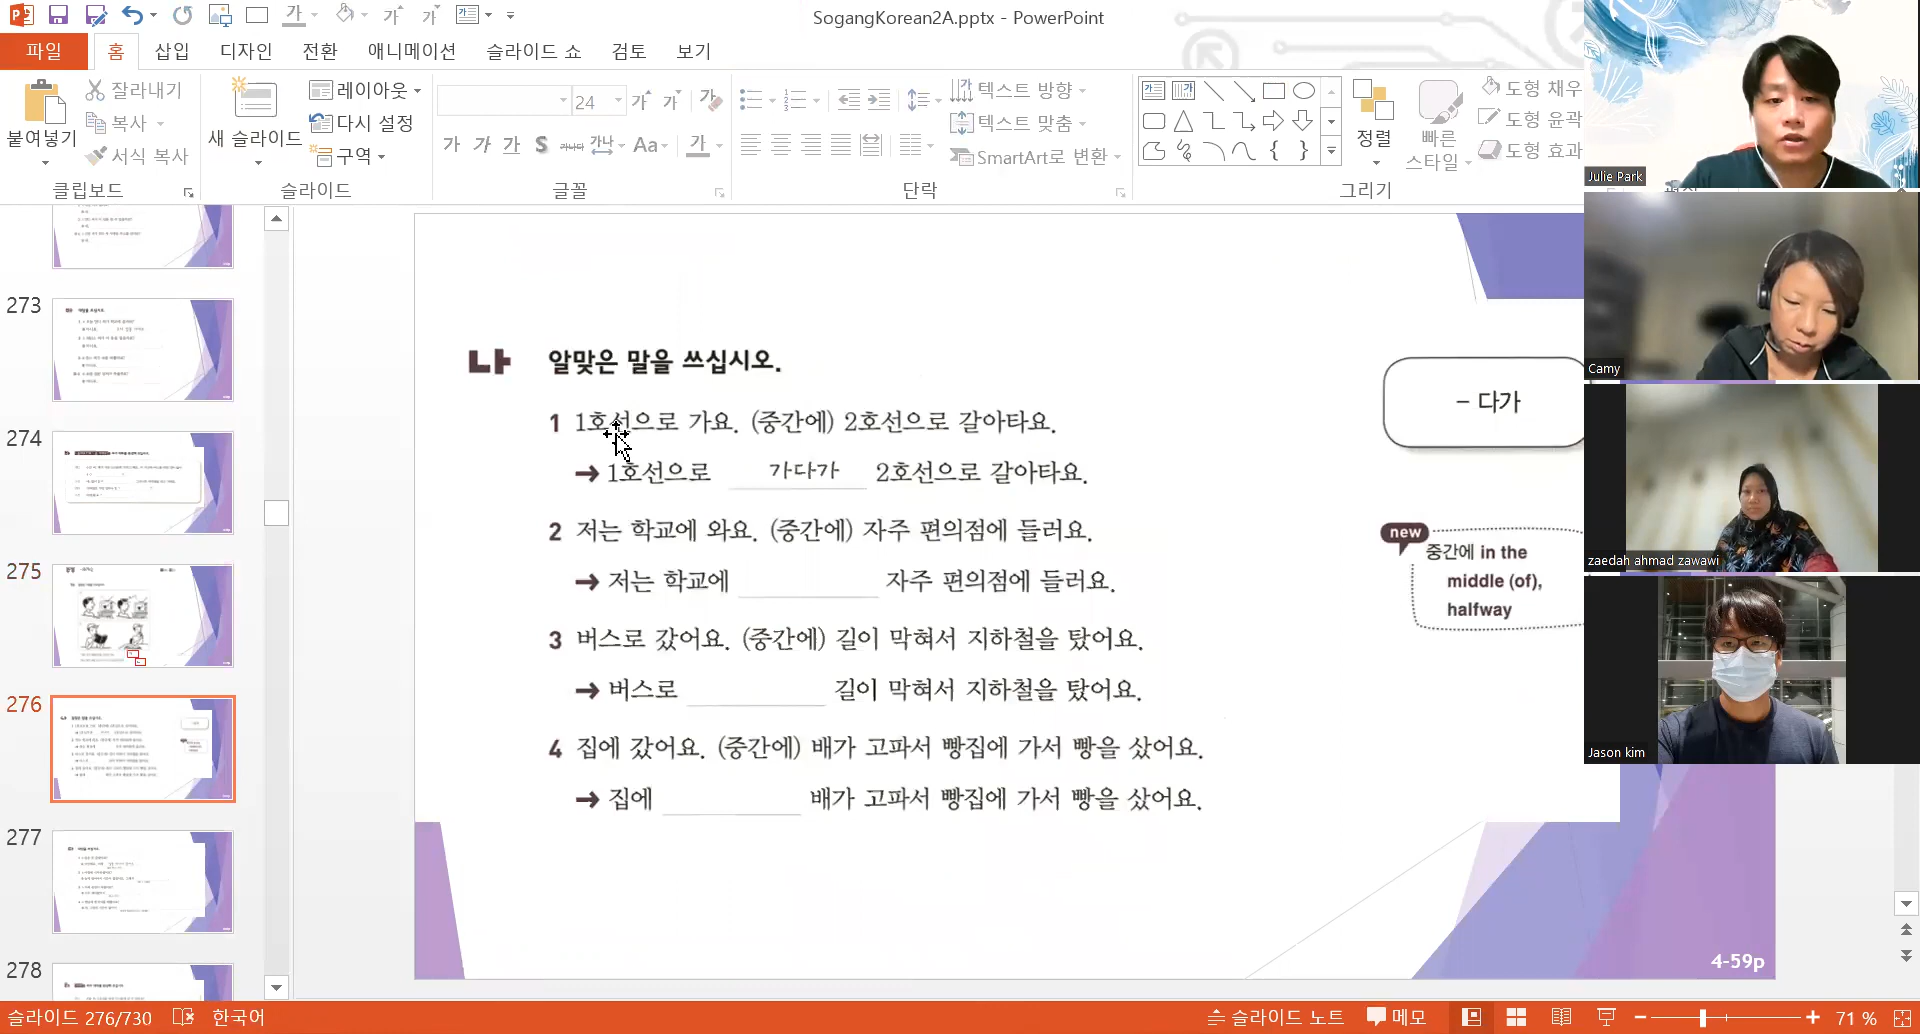 SogangKorean2A.pptx - PowerPoint
파일 홈 삽입 디자인 전환 애니메이션 슬라이드 쇼 검토 보기
붙여넣기
잘라내기
복사
서식 복사
클립보드
새 슬라이드
레이아웃
다시 설정
구역
슬라이드
24
가 가 가 S 가나다 가나 Aa 가
글꼴
텍스트 방향
텍스트 맞춤
SmartArt로 변환
단락
정렬
빠른
스타일
도형 채우
도형 윤곽
도형 효과
그리기
273
274
275
276
277
278
나 알맞은 말을 쓰십시오.
– 다가
1 1호선으로 가요. (중간에) 2호선으로 갈아타요.
→ 1호선으로 가다가 2호선으로 갈아타요.
2 저는 학교에 와요. (중간에) 자주 편의점에 들러요.
→ 저는 학교에 자주 편의점에 들러요.
3 버스로 갔어요. (중간에) 길이 막혀서 지하철을 탔어요.
→ 버스로 길이 막혀서 지하철을 탔어요.
4 집에 갔어요. (중간에) 배가 고파서 빵집에 가서 빵을 샀어요.
→ 집에 배가 고파서 빵집에 가서 빵을 샀어요.
new
중간에 in the
middle (of),
halfway
4-59p
Julie Park
Camy
zaedah ahmad zawawi
Jason kim
슬라이드 276/730 한국어 슬라이드 노트 메모 71 %